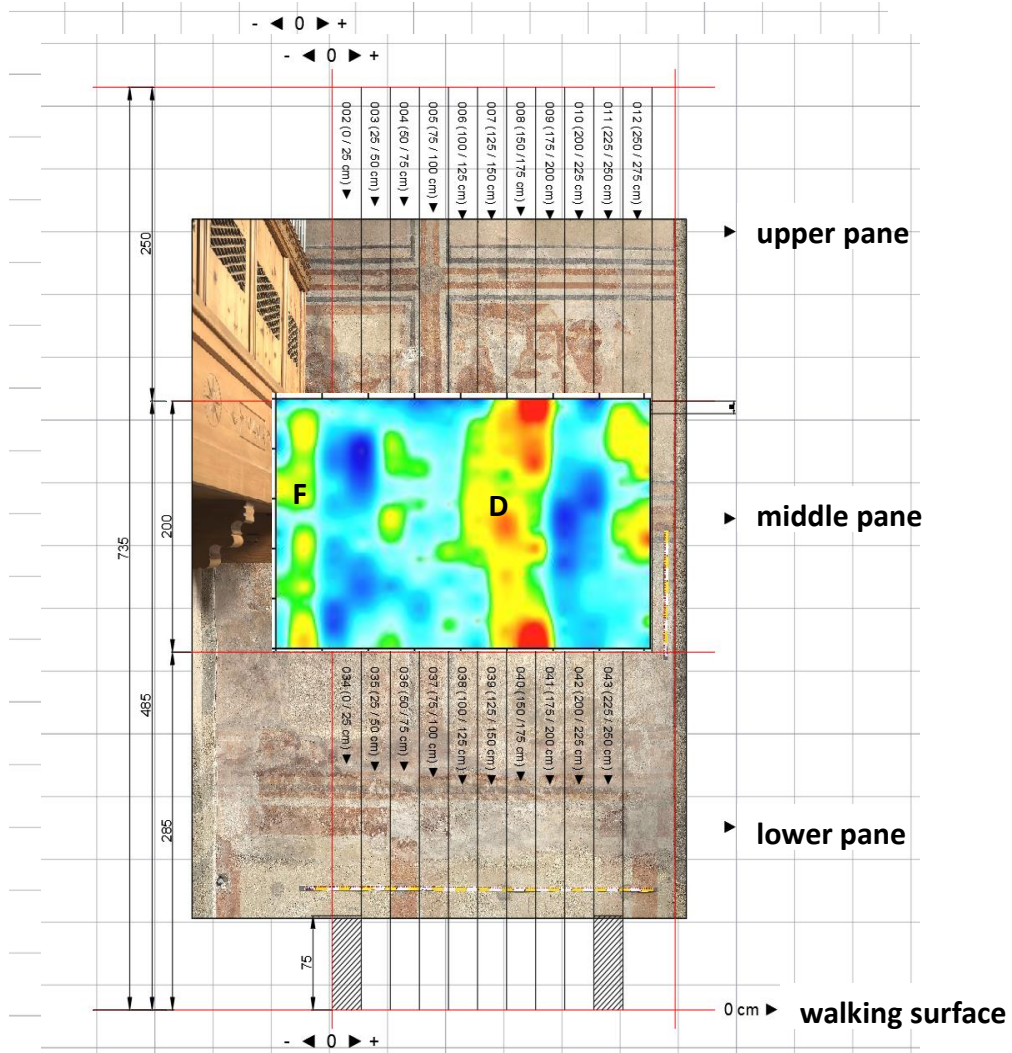 - ◄ 0 ► +
- ◄ 0 ► +
002 (0 / 25 cm) ►
003 (25 / 50 cm) ►
004 (50 / 75 cm) ►
005 (75 / 100 cm) ►
006 (100 / 125 cm) ►
007 (125 / 150 cm) ►
008 (150 /175 cm) ►
009 (175 / 200 cm) ►
010 (200 / 225 cm) ►
011 (225 / 250 cm) ►
012 (250 / 275 cm) ►
► upper pane
250
F
D
► middle pane
200
735
485
034 (0 / 25 cm) ►
035 (25 / 50 cm) ►
036 (50 / 75 cm) ►
037 (75 / 100 cm) ►
038 (100 / 125 cm) ►
039 (125 / 150 cm) ►
040 (150 /175 cm) ►
041 (175 / 200 cm) ►
042 (200 / 225 cm) ►
043 (225 / 250 cm) ►
285
► lower pane
75
0 cm ► walking surface
- ◄ 0 ► +